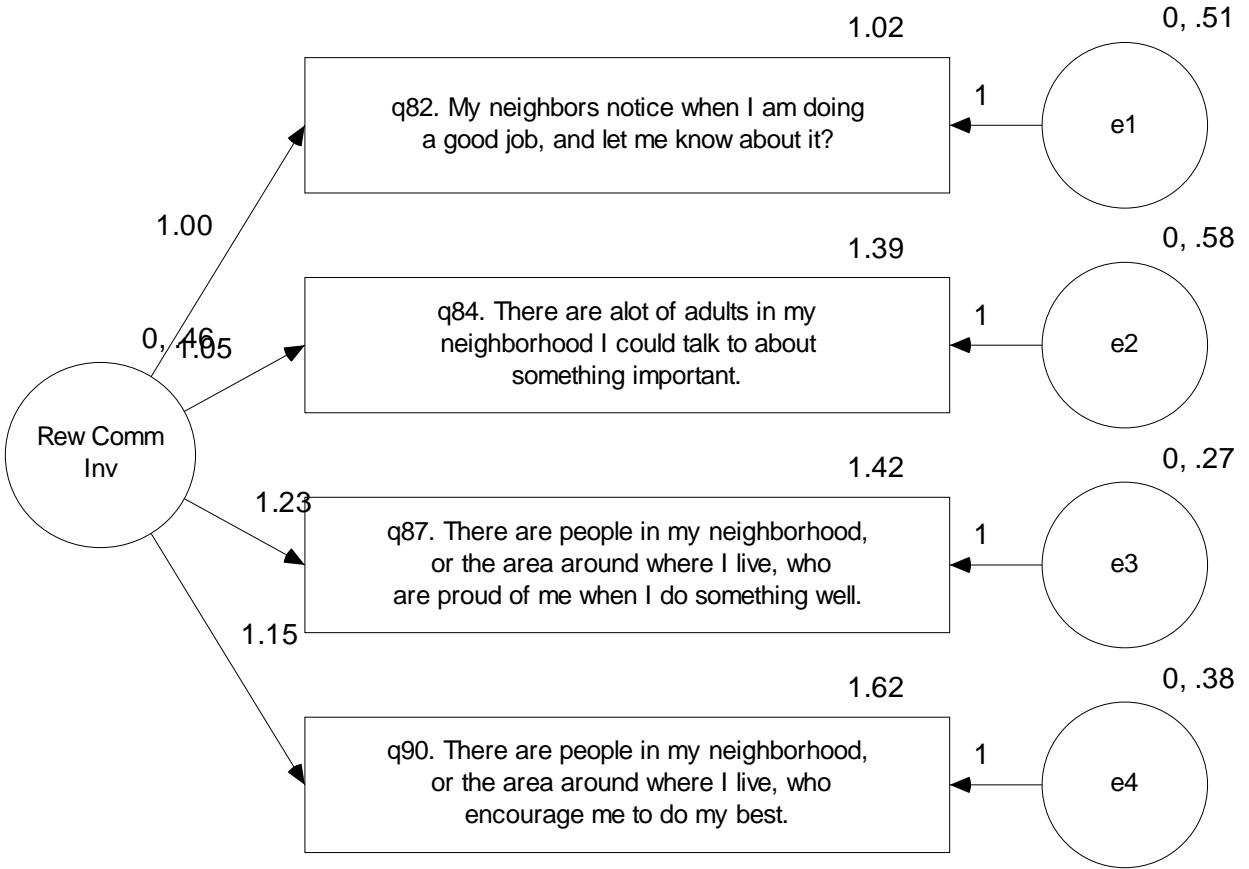 0, .51
1.02
q82. My neighbors notice when I am doing
a good job, and let me know about it?
1
e1
1.00
0, .58
1.39
q84. There are alot of adults in my
neighborhood I could talk to about
something important.
1
e2
0, .46
1.05
Rew Comm
Inv
0, .27
1.42
1.23
q87. There are people in my neighborhood,
or the area around where I live, who
are proud of me when I do something well.
1
e3
1.15
0, .38
1.62
q90. There are people in my neighborhood,
or the area around where I live, who
encourage me to do my best.
1
e4